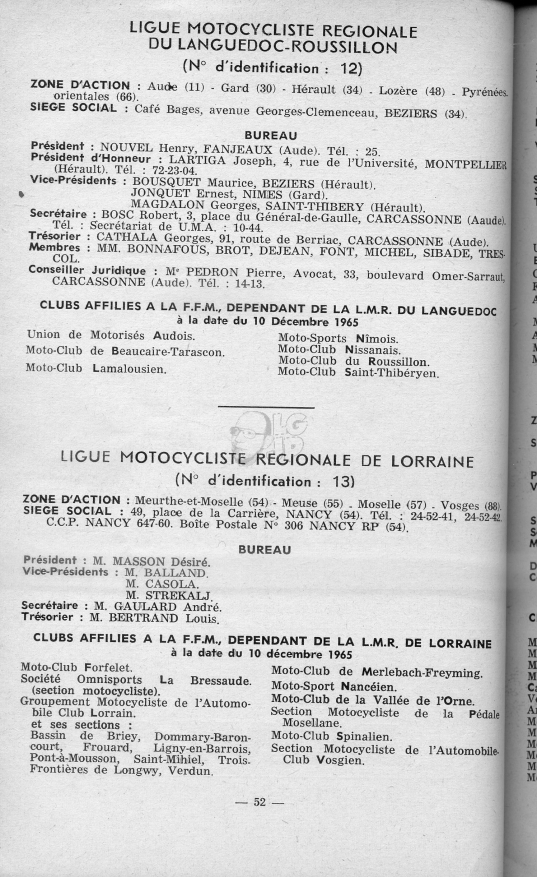 LIGUE MOTOCYCLISTE REGIONALE
DU LANGUEDOC-ROUSSILLON
(N° d'identification : 12)
ZONE D'ACTION : Aude (11) - Gard (30) - Hérault (34) - Lozère (48) - Pyrénées
orientales (66).
SIEGE SOCIAL : Café Bages, avenue Georges-Clemenceau, BEZIERS (34).
BUREAU
Président : NOUVEL Henry, FANJEAUX (Aude). Tél. : 25.
Président d'Honneur : LARTIGA Joseph, 4, rue de l'Université, MONTPELLIER
(Hérault). Tél. : 72-23-04.
Vice-Présidents : BOUSQUET Maurice, BEZIERS (Hérault).
JONQUET Ernest, NIMES (Gard).
MAGDALON Georges, SAINT-THIBERY (Hérault).
Secrétaire : BOSC Robert, 3, place du Général-de-Gaulle, CARCASSONNE (Aude).
Tél. : Secrétariat de U.M.A. : 10-44.
Trésorier : CATHALA Georges, 91, route de Berriac, CARCASSONNE (Aude).
Membres : MM. BONNAFOUS, BROT, DEJEAN, FONT, MICHEL, SIBADE, TRES-
COL.
Conseiller Juridique : Me PEDRON Pierre, Avocat, 33, boulevard Omer-Sarraut,
CARCASSONNE (Aude). Tél. : 14-13.
CLUBS AFFILIES A LA F.F.M., DEPENDANT DE LA L.M.R. DU LANGUEDOC
à la date du 10 Décembre 1965
Union de Motorisés Audois.
Moto-Club de Beaucaire-Tarascon.
Moto-Club Lamalousien.
Moto-Sports Nîmois.
Moto-Club Nissanais.
Moto-Club du Roussillon.
Moto-Club Saint-Thibéryen.
LIGUE MOTOCYCLISTE REGIONALE DE LORRAINE
(N° d'identification : 13)
ZONE D'ACTION : Meurthe-et-Moselle (54) - Meuse (55) - Moselle (57) - Vosges (88).
SIEGE SOCIAL : 49, place de la Carrière, NANCY (54). Tél. : 24-52-41, 24-52-42.
C.C.P. NANCY 647-60. Boîte Postale N° 306 NANCY RP (54).
BUREAU
Président : M. MASSON Désiré.
Vice-Présidents : M. BALLAND.
M. CASOLA.
M. STREKALJ.
Secrétaire : M. GAULARD André.
Trésorier : M. BERTRAND Louis.
CLUBS AFFILIES A LA F.F.M., DEPENDANT DE LA L.M.R. DE LORRAINE
à la date du 10 décembre 1965
Moto-Club Forfelet.
Société Omnisports La Bressaude.
(section motocycliste).
Groupement Motocycliste de l'Automo-
bile Club Lorrain.
et ses sections :
Bassin de Briey, Dommary-Baron-
court, Frouard, Ligny-en-Barrois,
Pont-à-Mousson, Saint-Mihiel, Trois-
Frontières de Longwy, Verdun.
Moto-Club de Merlebach-Freyming.
Moto-Sport Nancéien.
Moto-Club de la Vallée de l'Orne.
Section Motocycliste de la Pédale
Mosellane.
Moto-Club Spinalien.
Section Motocycliste de l'Automobile-
Club Vosgien.
— 52 —